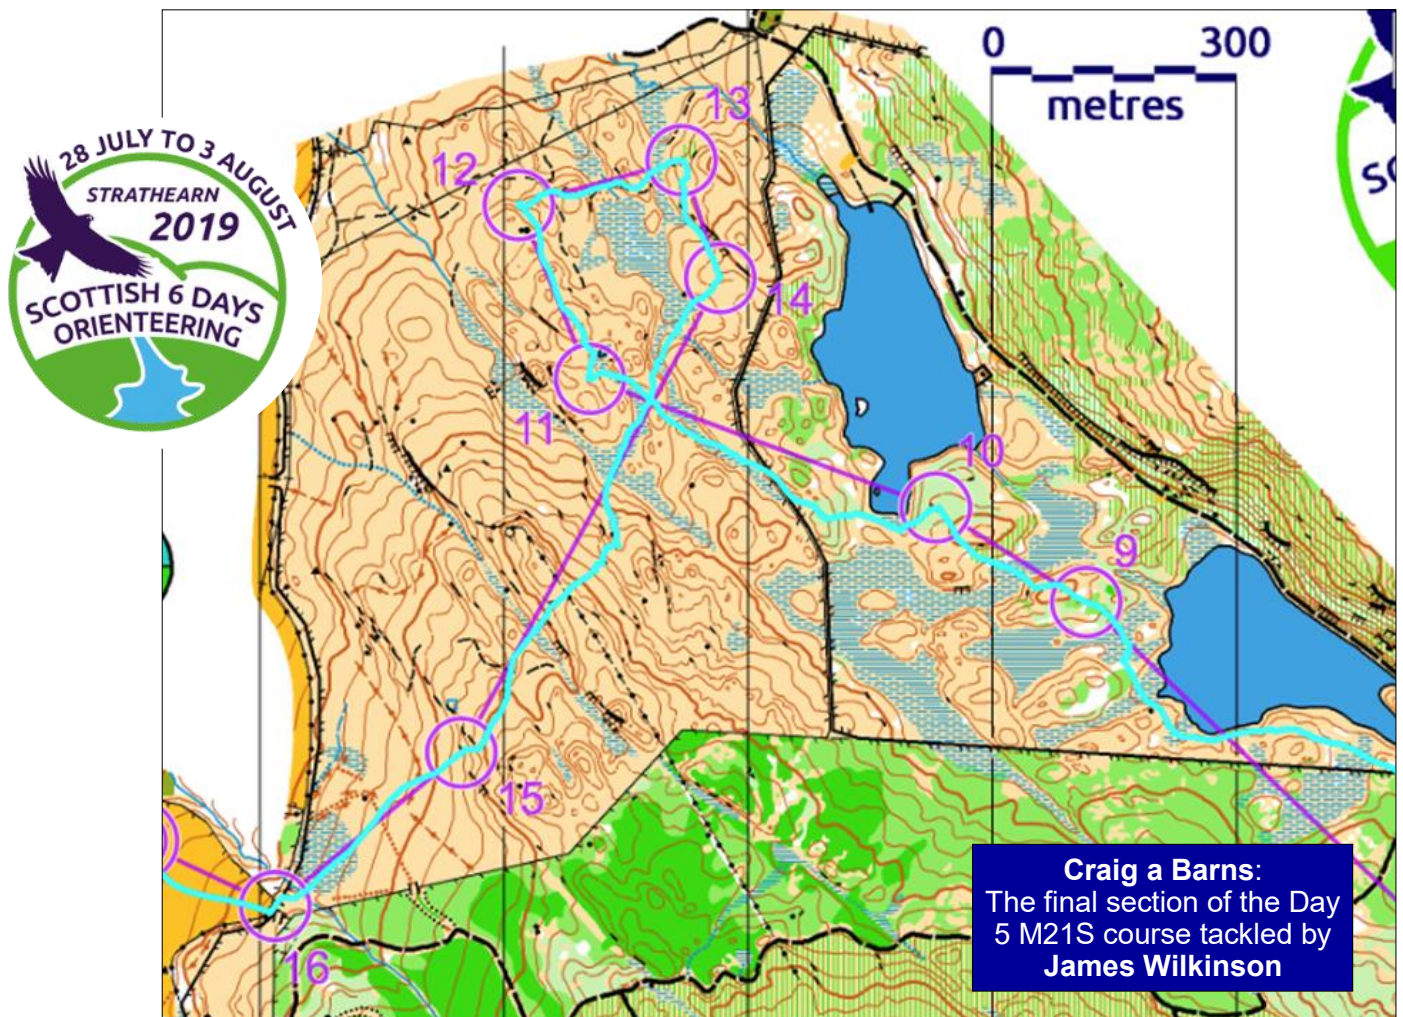 28 JULY TO 3 AUGUST
STRATHEARN
2019
SCOTTISH 6 DAYS
ORIENTEERING
0 300
metres
SC
13
12
14
11
10
9
15
16
Craig a Barns:
The final section of the Day
5 M21S course tackled by
James Wilkinson